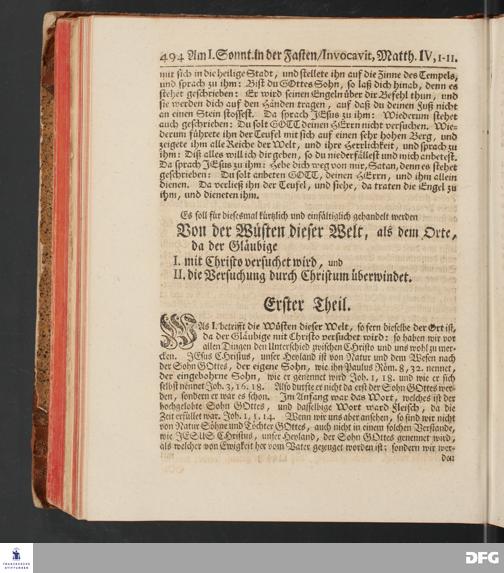 494 Am I. Sonnt. in der Fasten/Invocavit, Matth. IV, 1-11.
mit sich in die heilige Stadt, und stellete ihn auf die Zinne des Tempels,
und sprach zu ihm: Bist du GOttes Sohn, so laß dich hinab, denn es
stehet geschrieben: Er wird seinen Engeln über dir Befehl thun, und
sie werden dich auf den Händen tragen, auf daß du deinen Fuß nicht
an einen Stein stossest. Da sprach JEsus zu ihm: Wiederum stehet
auch geschrieben: Du solt GOTT deinen HErrn nicht versuchen. Wie-
derum führete ihn der Teufel mit sich auf einen sehr hohen Berg, und
zeigete ihm alle Reiche der Welt, und ihre Herrlichkeit, und sprach zu
ihm: Diß alles will ich dir geben, so du niederfällest und mich anbetest.
Da sprach JEsus zu ihm: Hebe dich weg von mir, Satan, denn es stehet
geschrieben: Du solt anbeten GOTT, deinen HErrn, und ihm allein
dienen. Da verließ ihn der Teufel, und siehe, da traten die Engel zu
ihm, und dieneten ihm.
Es soll für diesesmal kürtzlich und einfältiglich gehandelt werden
Von der Wüsten dieser Welt, als dem Orte,
da der Gläubige
I. mit Christo versuchet wird, und
II. die Versuchung durch Christum überwindet.
Erster Theil.
WAs I. betrifft die Wüsten dieser Welt, so fern dieselbe der Ort ist,
da der Gläubige mit Christo versuchet wird: so haben wir vor
allen Dingen den Unterschied zwischen Christo und uns wohl zu mer-
cken. JEsus Christus, unser Heyland ist von Natur und dem Wesen nach
der Sohn GOttes, der eigene Sohn, wie ihn Paulus Röm. 8, 32. nennet,
der eingebohrne Sohn, wie er genennet wird Joh. 1, 18. und wie er sich
selbst nennet Joh. 3, 16. 18. Also durfte er nicht da erst der Sohn GOttes wer-
den, sondern er war es schon. Im Anfang war das Wort, welches ist der
hochgelobte Sohn GOttes, und dasselbige Wort ward Fleisch, da die
Zeit erfüllet war. Joh. 1, 1. 14. Wenn wir uns aber ansehen, so sind wir nicht
von Natur Söhne und Töchter GOttes, auch nicht in einem solchen Verstande,
wie JESUS Christus, unser Heyland, der Sohn GOttes genennet wird,
als welcher von Ewigkeit her vom Vater gezeuget worden ist; sondern wir wer-
den
FRANCKESCHE
STIFTUNGEN
DFG